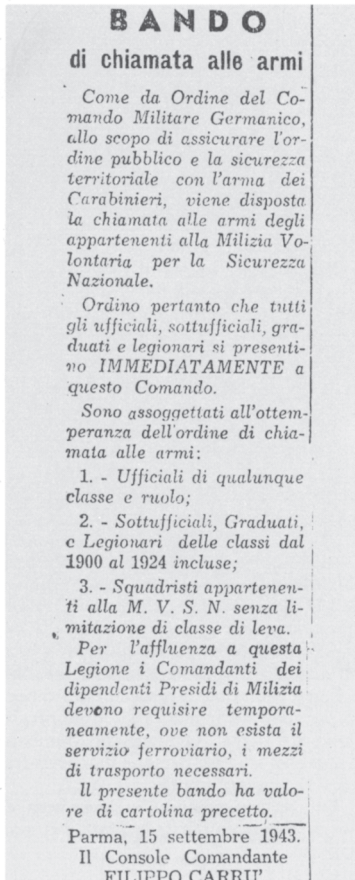 BANDO
di chiamata alle armi
Come da Ordine del Co-
mando Militare Germanico,
allo scopo di assicurare l'or-
dine pubblico e la sicurezza
territoriale con l'arma dei
Carabinieri, viene disposta
la chiamata alle armi degli
appartenenti alla Milizia Vo-
lontaria per la Sicurezza
Nazionale.
Ordino pertanto che tutti
gli ufficiali, sottufficiali, gra-
duati e legionari si presenti-
no IMMEDIATAMENTE a
questo Comando.
Sono assoggettati all'ottem-
peranza dell'ordine di chia-
mata alle armi:
1. - Ufficiali di qualunque
classe e ruolo;
2. - Sottufficiali, Graduati,
e Legionari delle classi dal
1900 al 1924 incluse;
3. - Squadristi appartenen-
ti alla M. V. S. N. senza li-
mitazione di classe di leva.
Per l'affluenza a questa
Legione i Comandanti dei
dipendenti Presidi di Milizia
devono requisire tempora-
neamente, ove non esista il
servizio ferroviario, i mezzi
di trasporto necessari.
Il presente bando ha valo-
re di cartolina precetto.
Parma, 15 settembre 1943.
Il Console Comandante
FILIPPO CARRU'